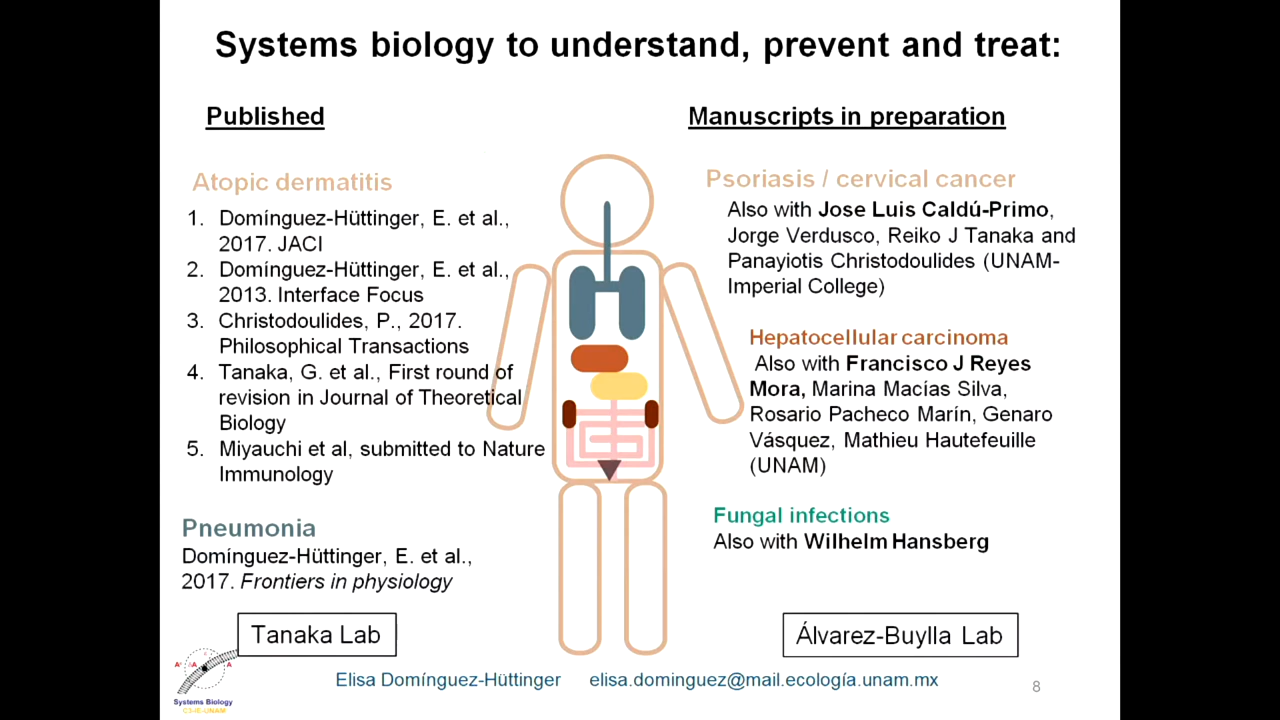 Systems biology to understand, prevent and treat:
Published
Atopic dermatitis
1. Domínguez-Hüttinger, E. et al.,
2017. JACI
2. Domínguez-Hüttinger, E. et al.,
2013. Interface Focus
3. Christodoulides, P., 2017.
Philosophical Transactions
4. Tanaka, G. et al., First round of
revision in Journal of Theoretical
Biology
5. Miyauchi et al, submitted to Nature
Immunology
Pneumonia
Domínguez-Hüttinger, E. et al.,
2017. Frontiers in physiology
Tanaka Lab
Manuscripts in preparation
Psoriasis / cervical cancer
Also with Jose Luis Caldú-Primo,
Jorge Verdusco, Reiko J Tanaka and
Panayiotis Christodoulides (UNAM-
Imperial College)
Hepatocellular carcinoma
Also with Francisco J Reyes
Mora, Marina Macías Silva,
Rosario Pacheco Marín, Genaro
Vásquez, Mathieu Hautefeuille
(UNAM)
Fungal infections
Also with Wilhelm Hansberg
Álvarez-Buylla Lab
A A A
Systems Biology
C3-IE-UNAM
Elisa Domínguez-Hüttinger elisa.dominguez@mail.ecología.unam.mx
8